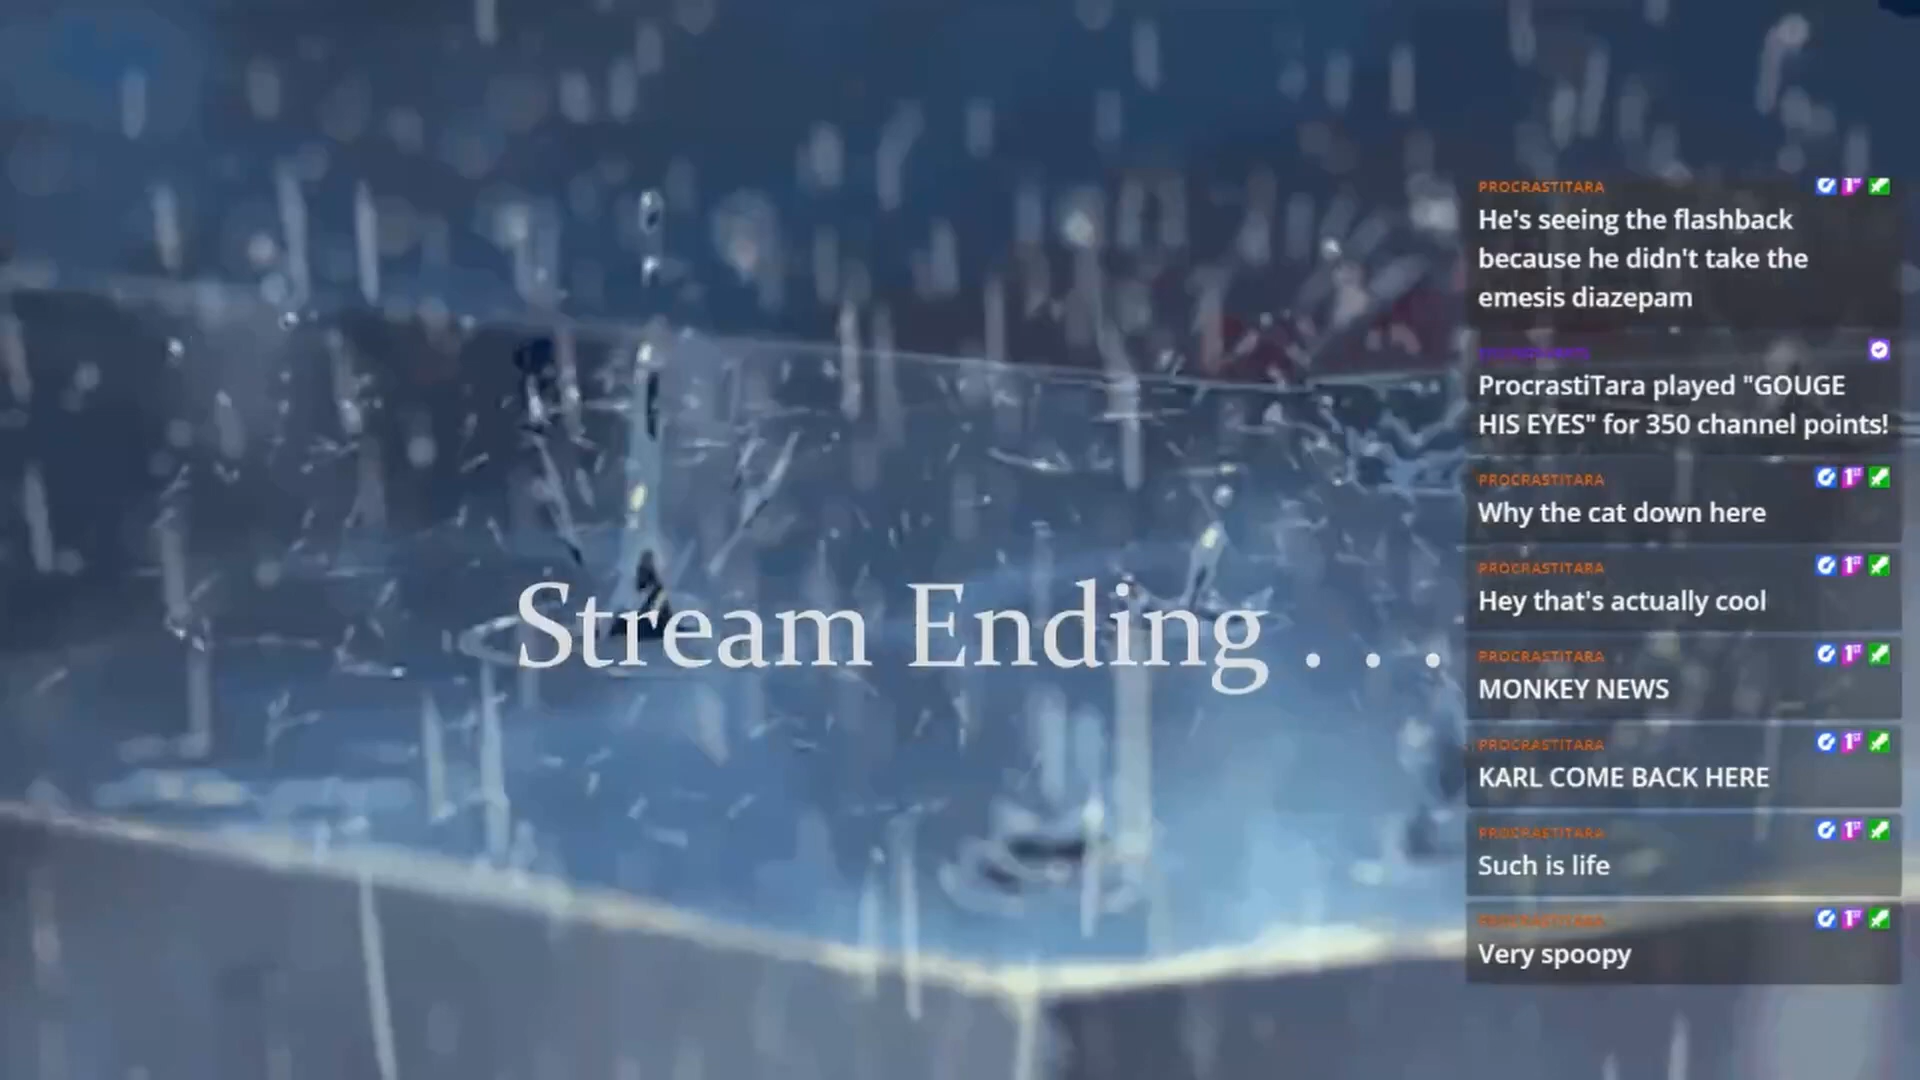 PROCRASTITARA
He's seeing the flashback
because he didn't take the
emesis diazepam
ProcrastiTara played "GOUGE
HIS EYES" for 350 channel points!
PROCRASTITARA
Why the cat down here
PROCRASTITARA
Hey that's actually cool
Stream Ending . . .
PROCRASTITARA
MONKEY NEWS
PROCRASTITARA
KARL COME BACK HERE
PROCRASTITARA
Such is life
PROCRASTITARA
Very spoopy